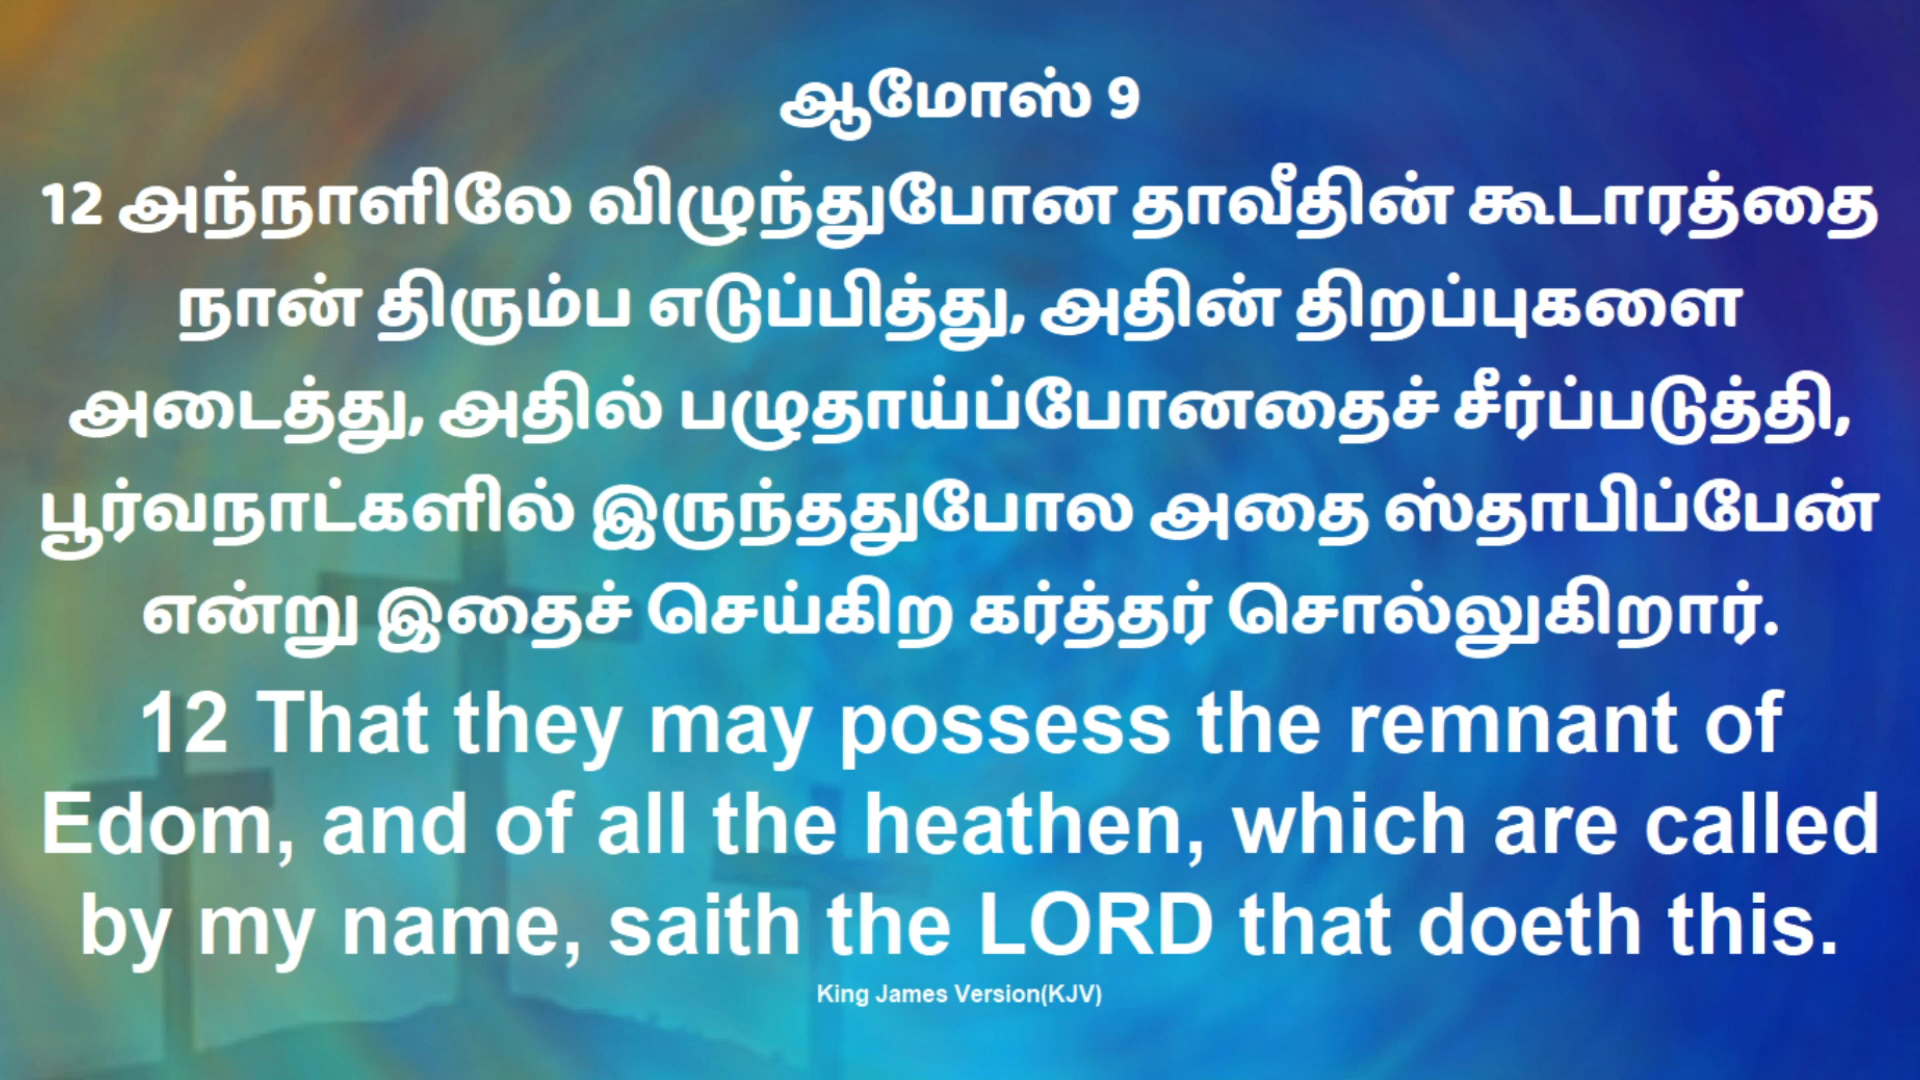 ஆமோஸ் 9
12 அந்நாளிலே விழுந்துபோன தாவீதின் கூடாரத்தை
நான் திரும்ப எடுப்பித்து, அதின் திறப்புகளை
அடைத்து, அதில் பழுதாய்ப்போனதைச் சீர்ப்படுத்தி,
பூர்வநாட்களில் இருந்ததுபோல அதை ஸ்தாபிப்பேன்
என்று இதைச் செய்கிற கர்த்தர் சொல்லுகிறார்.
12 That they may possess the remnant of
Edom, and of all the heathen, which are called
by my name, saith the LORD that doeth this.
King James Version(KJV)